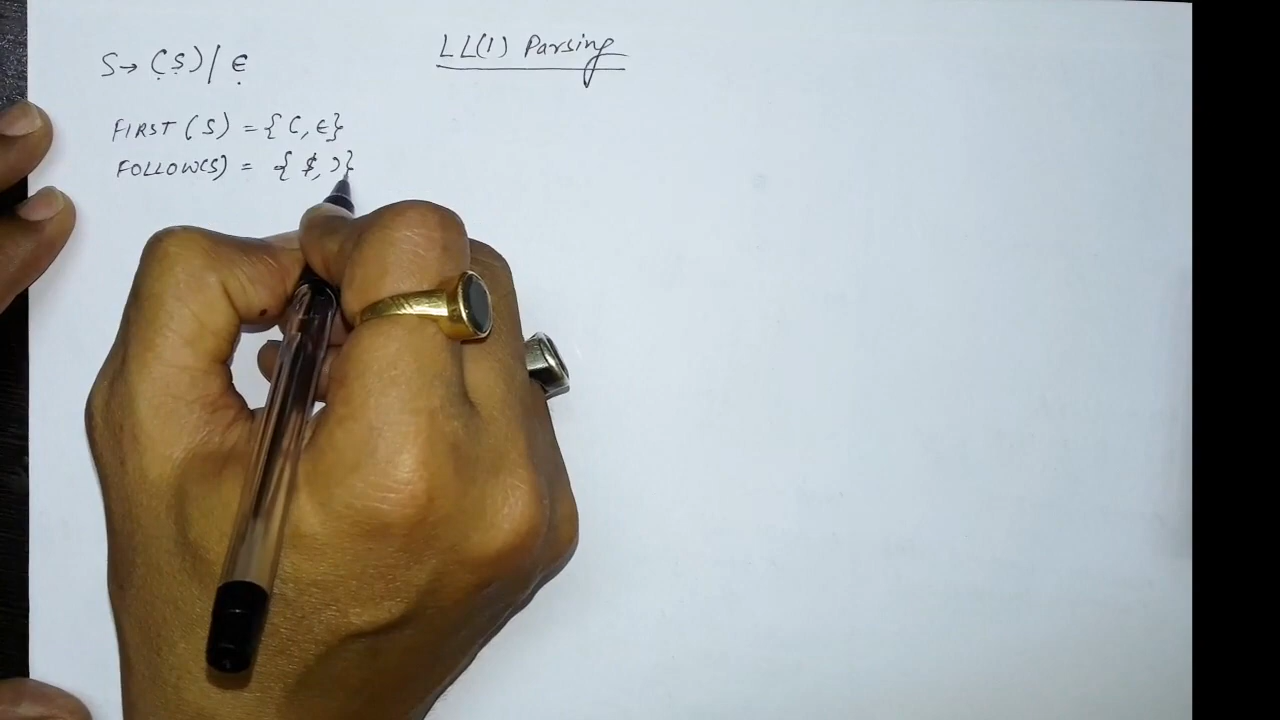 LL(1) Parsing
S→ (S) / ϵ
FIRST(S) = { (, ϵ}
FOLLOW(S) = { $, )}